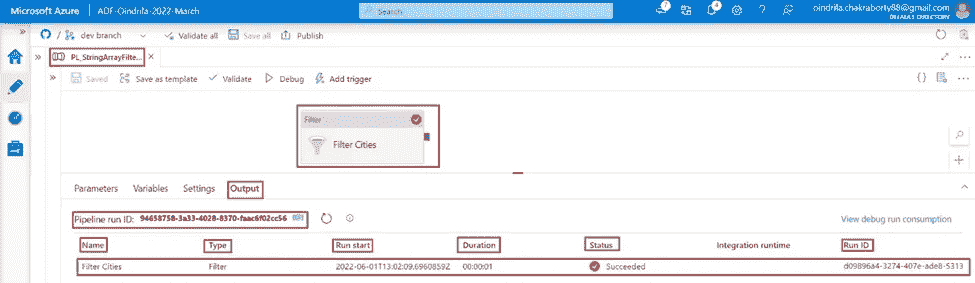 Microsoft Azure ADF-Oindrila-2022-March Search 7 4 oindrila.chakraborty88@gmail.com
dev branch Validate all Save all Publish
PL_StringArrayFilte...
Saved Save as template Validate Debug Add trigger
Filter
Filter Cities
Parameters Variables Settings Output
Pipeline run ID: 94658758-3a33-4028-8370-faac6f02cc56 View debug run consumption
Name Type Run start Duration Status Integration runtime Run ID
Filter Cities Filter 2022-06-01T13:02:09.6960859Z 00:00:01 Succeeded d09896a4-3274-407e-ade8-5313